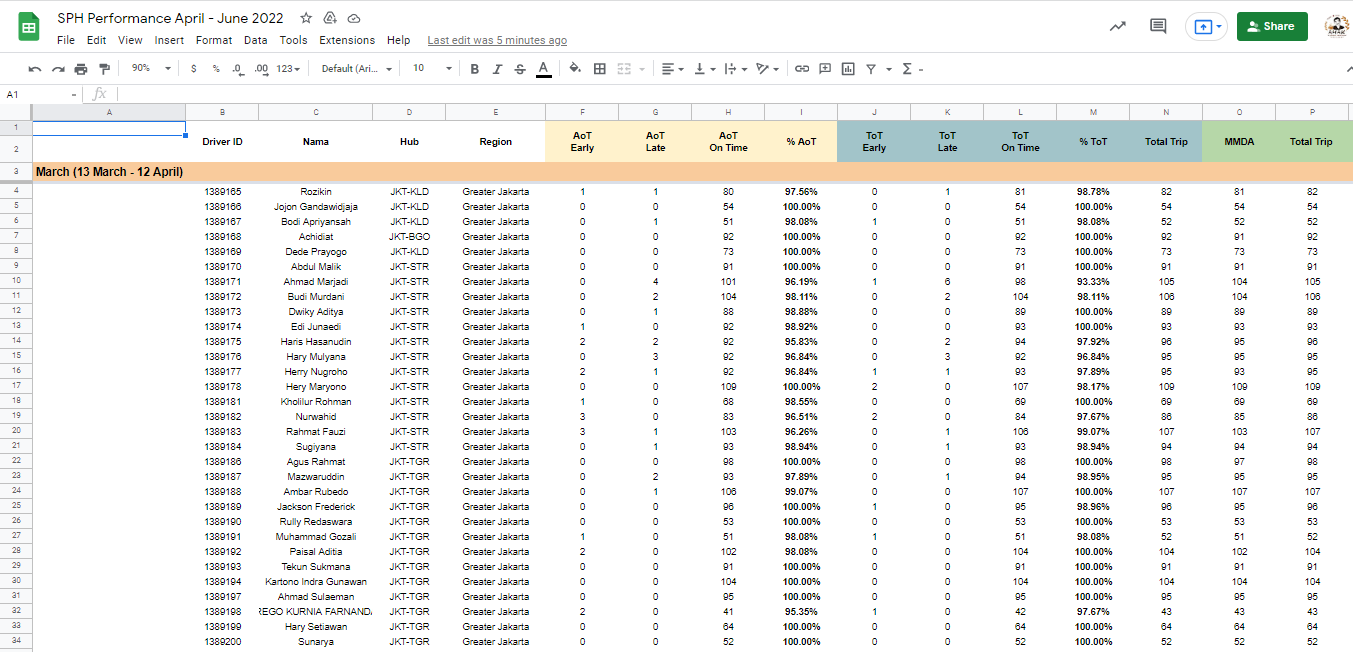 SPH Performance April - June 2022
File Edit View Insert Format Data Tools Extensions Help Last edit was 5 minutes ago
Share
90% $ % .0 .00 123 Default (Ari... 10 B I S A Σ
A1 fx
A B C D E F G H I J K L M N O P
1
2 Driver ID Nama Hub Region AoT Early AoT Late AoT On Time % AoT ToT Early ToT Late ToT On Time % ToT Total Trip MMDA Total Trip
3 March (13 March - 12 April)
4 1389165 Rozikin JKT-KLD Greater Jakarta 1 1 80 97.56% 0 1 81 98.78% 82 81 82
5 1389166 Jojon Gandawidjaja JKT-KLD Greater Jakarta 0 0 54 100.00% 0 0 54 100.00% 54 54 54
6 1389167 Bodi Apriyansah JKT-KLD Greater Jakarta 0 1 51 98.08% 1 0 51 98.08% 52 52 52
7 1389168 Achidiat JKT-BGO Greater Jakarta 0 0 92 100.00% 0 0 92 100.00% 92 91 92
8 1389169 Dede Prayogo JKT-KLD Greater Jakarta 0 0 73 100.00% 0 0 73 100.00% 73 73 73
9 1389170 Abdul Malik JKT-STR Greater Jakarta 0 0 91 100.00% 0 0 91 100.00% 91 91 91
10 1389171 Ahmad Marjadi JKT-STR Greater Jakarta 0 4 101 96.19% 1 6 98 93.33% 105 104 105
11 1389172 Budi Murdani JKT-STR Greater Jakarta 0 2 104 98.11% 0 2 104 98.11% 106 104 106
12 1389173 Dwiky Aditya JKT-STR Greater Jakarta 0 1 88 98.88% 0 0 89 100.00% 89 89 89
13 1389174 Edi Junaedi JKT-STR Greater Jakarta 1 0 92 98.92% 0 0 93 100.00% 93 93 93
14 1389175 Haris Hasanudin JKT-STR Greater Jakarta 2 2 92 95.83% 0 2 94 97.92% 96 95 96
15 1389176 Hary Mulyana JKT-STR Greater Jakarta 0 3 92 96.84% 0 3 92 96.84% 95 95 95
16 1389177 Herry Nugroho JKT-STR Greater Jakarta 2 1 92 96.84% 1 1 93 97.89% 95 93 95
17 1389178 Hery Maryono JKT-STR Greater Jakarta 0 0 109 100.00% 2 0 107 98.17% 109 109 109
18 1389181 Kholilur Rohman JKT-STR Greater Jakarta 1 0 68 98.55% 0 0 69 100.00% 69 69 69
19 1389182 Nurwahid JKT-STR Greater Jakarta 3 0 83 96.51% 2 0 84 97.67% 86 85 86
20 1389183 Rahmat Fauzi JKT-STR Greater Jakarta 3 1 103 96.26% 0 1 106 99.07% 107 103 107
21 1389184 Sugiyana JKT-STR Greater Jakarta 0 1 93 98.94% 0 1 93 98.94% 94 94 94
22 1389186 Agus Rahmat JKT-TGR Greater Jakarta 0 0 98 100.00% 0 0 98 100.00% 98 97 98
23 1389187 Mazwaruddin JKT-TGR Greater Jakarta 0 2 93 97.89% 0 1 94 98.95% 95 95 95
24 1389188 Ambar Rubedo JKT-TGR Greater Jakarta 0 1 106 99.07% 0 0 107 100.00% 107 107 107
25 1389189 Jackson Frederick JKT-TGR Greater Jakarta 0 0 96 100.00% 1 0 95 98.96% 96 95 96
26 1389190 Rully Redaswara JKT-TGR Greater Jakarta 0 0 53 100.00% 0 0 53 100.00% 53 53 53
27 1389191 Muhammad Gozali JKT-TGR Greater Jakarta 1 0 51 98.08% 1 0 51 98.08% 52 51 52
28 1389192 Paisal Aditia JKT-TGR Greater Jakarta 2 0 102 98.08% 0 0 104 100.00% 104 102 104
29 1389193 Tekun Sukmana JKT-TGR Greater Jakarta 0 0 91 100.00% 0 0 91 100.00% 91 91 91
30 1389194 Kartono Indra Gunawan JKT-TGR Greater Jakarta 0 0 104 100.00% 0 0 104 100.00% 104 104 104
31 1389197 Ahmad Sulaeman JKT-TGR Greater Jakarta 0 0 95 100.00% 0 0 95 100.00% 95 95 95
32 1389198 REGO KURNIA FARNANDA JKT-TGR Greater Jakarta 2 0 41 95.35% 1 0 42 97.67% 43 43 43
33 1389199 Hary Setiawan JKT-TGR Greater Jakarta 0 0 64 100.00% 0 0 64 100.00% 64 64 64
34 1389200 Sunarya JKT-TGR Greater Jakarta 0 0 52 100.00% 0 0 52 100.00% 52 52 52